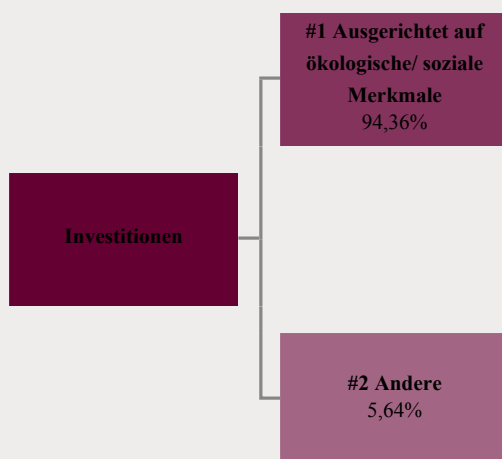 #1 Ausgerichtet auf
ökologische/ soziale
Merkmale
94,36%
Investitionen
#2 Andere
5,64%